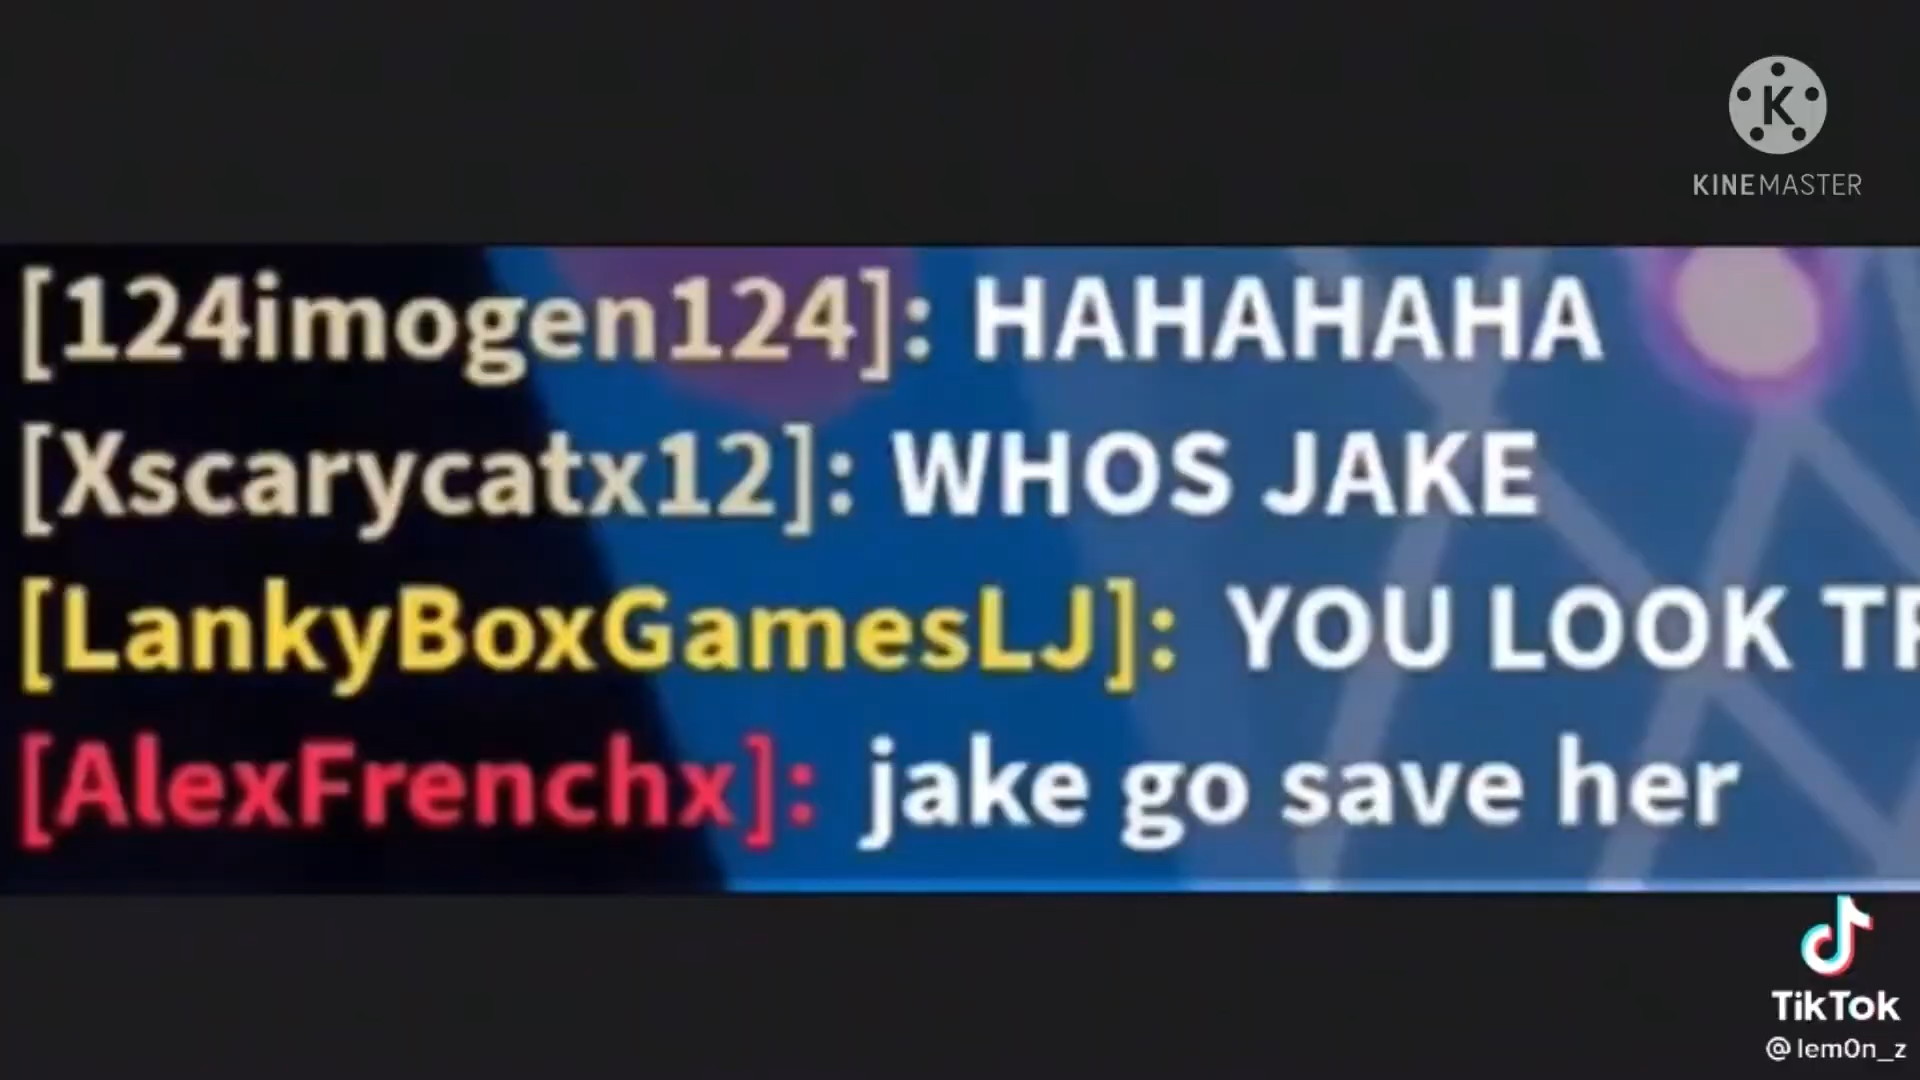 K
KINEMASTER
[124imogen124]: HAHAHAHA
[Xscarycatx12]: WHOS JAKE
[LankyBoxGamesLJ]: YOU LOOK
[AlexFrenchx]: jake go save her
TikTok
@lem0n_z